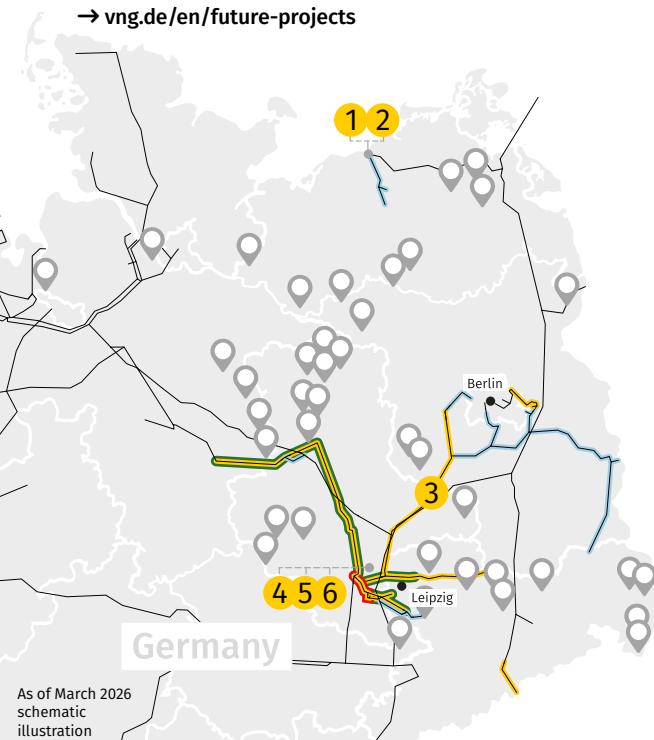 → vng.de/en/future-projects
1 2
Berlin
3
4 5 6
Leipzig
Germany
As of March 2026
schematic
illustration